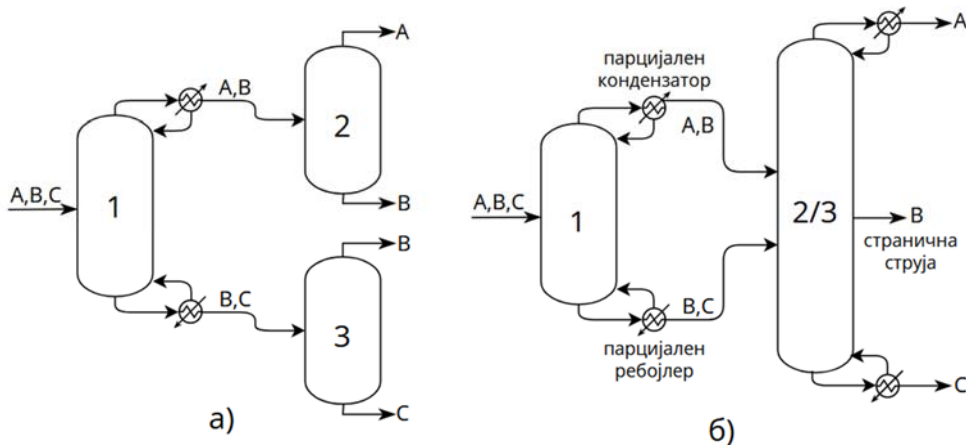 A
A,B
2
B
A,B,C
1
B
B,C
3
C
а)
A
парцијален
кондензатор
A,B
A,B,C
1
2/3
B
странична
струја
B,C
парцијален
ребојлер
C
б)